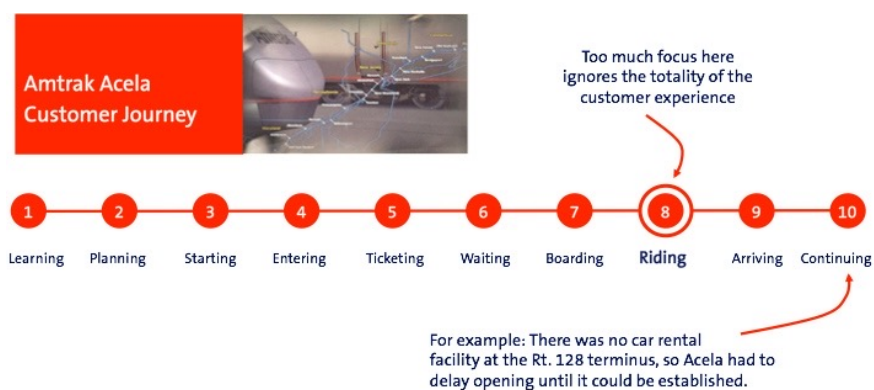 Amtrak Acela
Customer Journey
Too much focus here
ignores the totality of the
customer experience
1 2 3 4 5 6 7 8 9 10
Learning Planning Starting Entering Ticketing Waiting Boarding Riding Arriving Continuing
For example: There was no car rental
facility at the Rt. 128 terminus, so Acela had to
delay opening until it could be established.